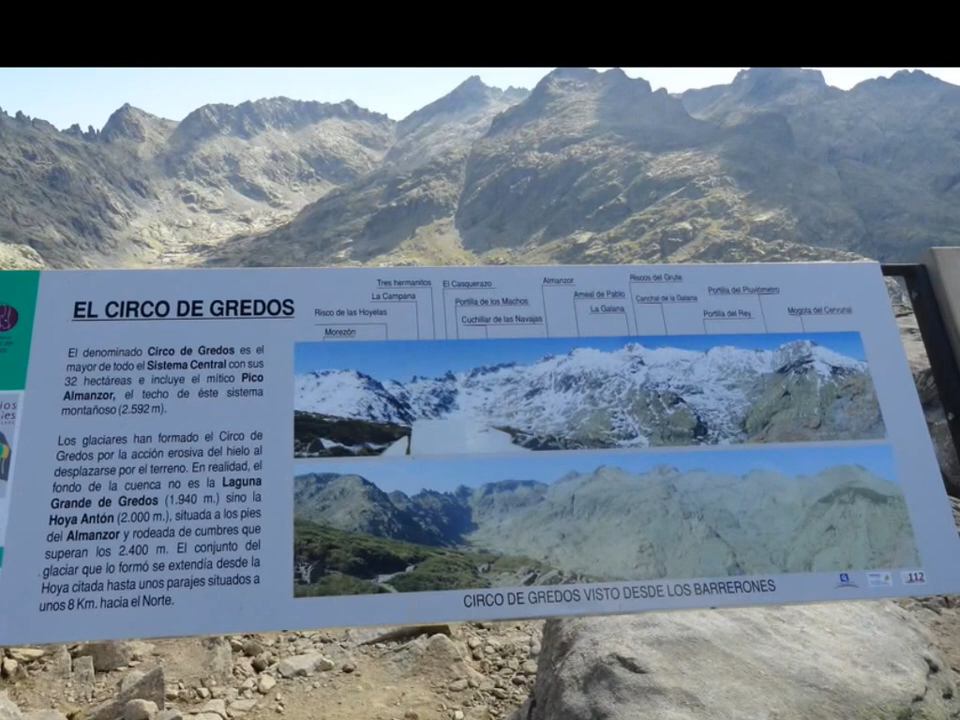 EL CIRCO DE GREDOS
El denominado Circo de Gredos es el
mayor de todo el Sistema Central con sus
32 hectáreas e incluye el mítico Pico
Almanzor, el techo de éste sistema
montañoso (2.592 m).
Los glaciares han formado el Circo de
Gredos por la acción erosiva del hielo al
desplazarse por el terreno. En realidad, el
fondo de la cuenca no es la Laguna
Grande de Gredos (1.940 m.) sino la
Hoya Antón (2.000 m.), situada a los pies
del Almanzor y rodeada de cumbres que
superan los 2.400 m. El conjunto del
glaciar que lo formó se extendía desde la
Hoya citada hasta unos parajes situados a
unos 8 Km. hacia el Norte.
Tres hermanitos
El Casquerazo
Almanzor
Riscos del Grute
La Campana
Portilla de los Machos
Ameal de Pablo
Canchal de la Galana
Portilla del Pluviómetro
Risco de las Hoyelas
Cuchillar de las Navajas
La Galana
Portilla del Rey
Mogota del Cervunal
Morezón
CIRCO DE GREDOS VISTO DESDE LOS BARRERONES
112